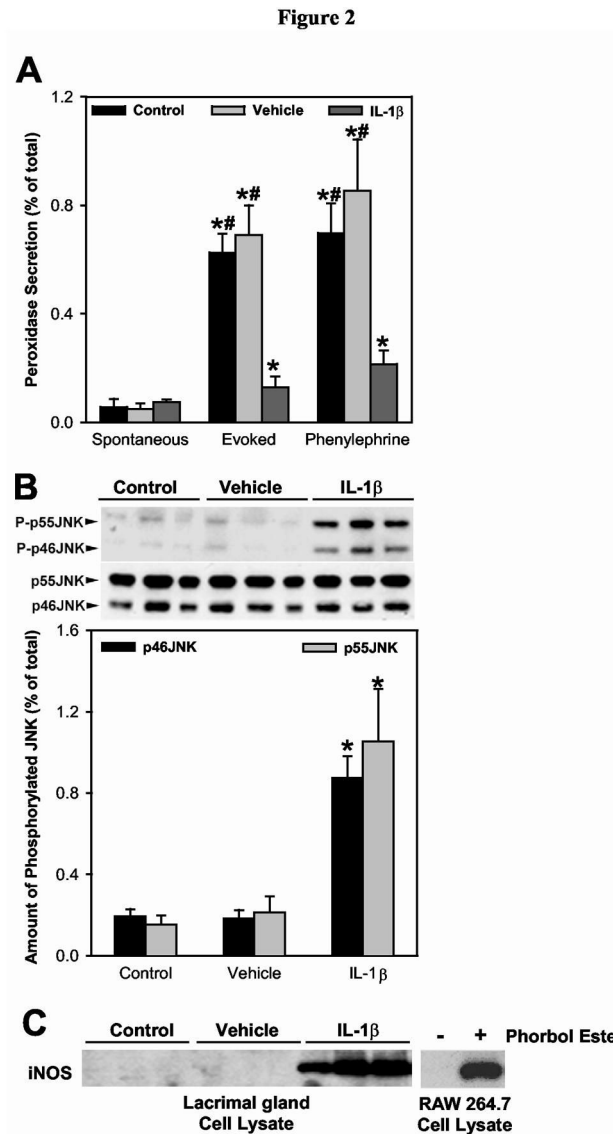 Figure 2
A
Peroxidase Secretion (% of total)
1.2
0.8
0.4
0.0
Control Vehicle IL-1β
*# *# *
*# *# *
Spontaneous Evoked Phenylephrine
B
Control Vehicle IL-1β
P-p55JNK
P-p46JNK
p55JNK
p46JNK
Amount of Phosphorylated JNK (% of total)
1.6
1.2
0.8
0.4
0.0
p46JNK p55JNK
* *
Control Vehicle IL-1β
C
Control Vehicle IL-1β - + Phorbol Este
iNOS
Lacrimal gland RAW 264.7
Cell Lysate Cell Lysate